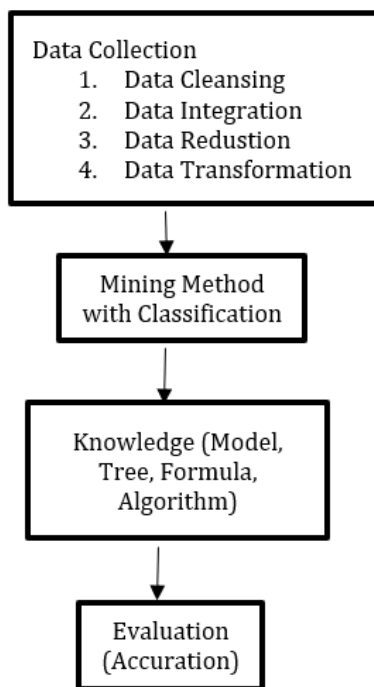 Data Collection
1. Data Cleansing
2. Data Integration
3. Data Redustion
4. Data Transformation
Mining Method
with Classification
Knowledge (Model,
Tree, Formula,
Algorithm)
Evaluation
(Accuration)